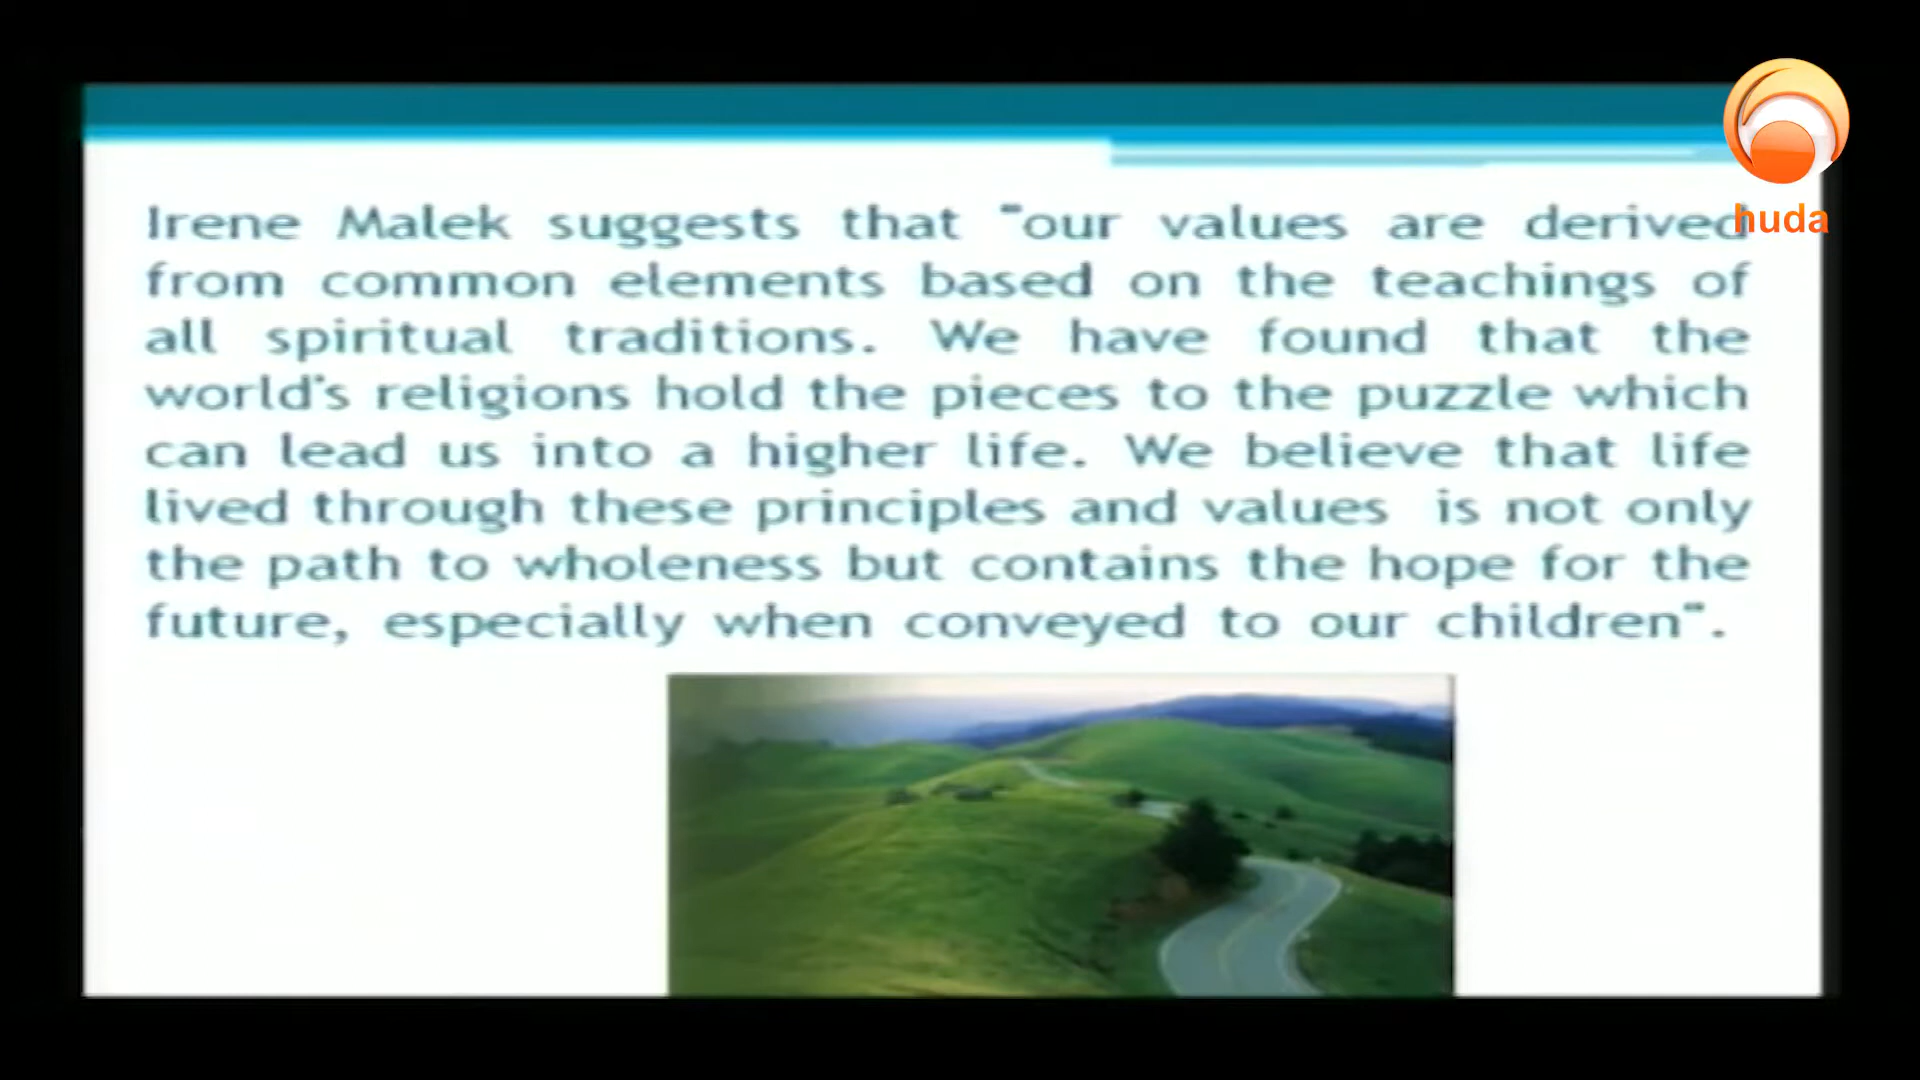 huda
Irene Malek suggests that "our values are derived
from common elements based on the teachings of
all spiritual traditions. We have found that the
world's religions hold the pieces to the puzzle which
can lead us into a higher life. We believe that life
lived through these principles and values is not only
the path to wholeness but contains the hope for the
future, especially when conveyed to our children".